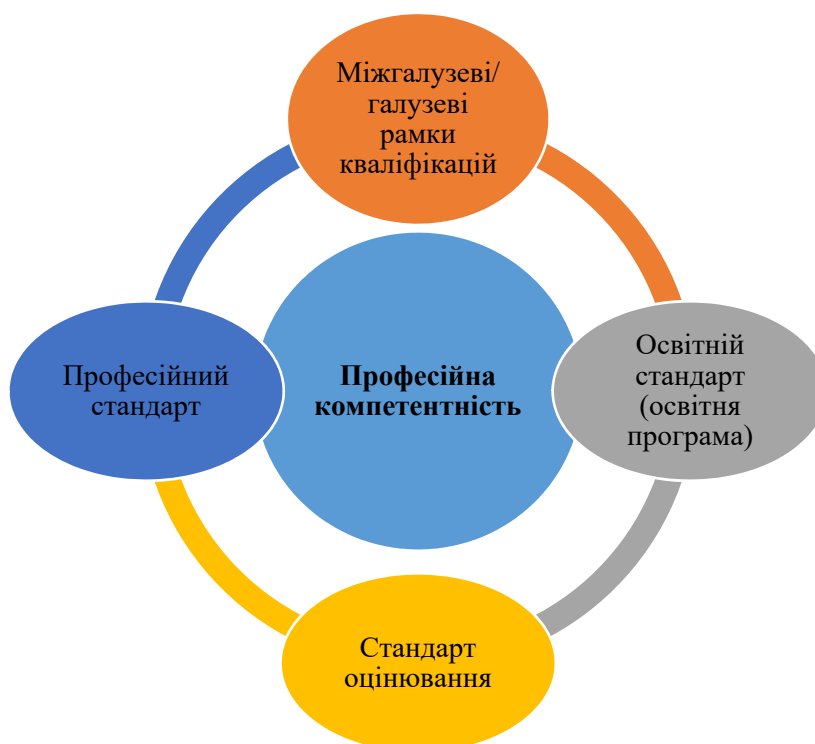 Міжгалузеві/
галузеві
рамки
кваліфікацій
Професійний
стандарт
Професійна
компетентність
Освітній
стандарт
(освітня
програма)
Стандарт
оцінювання